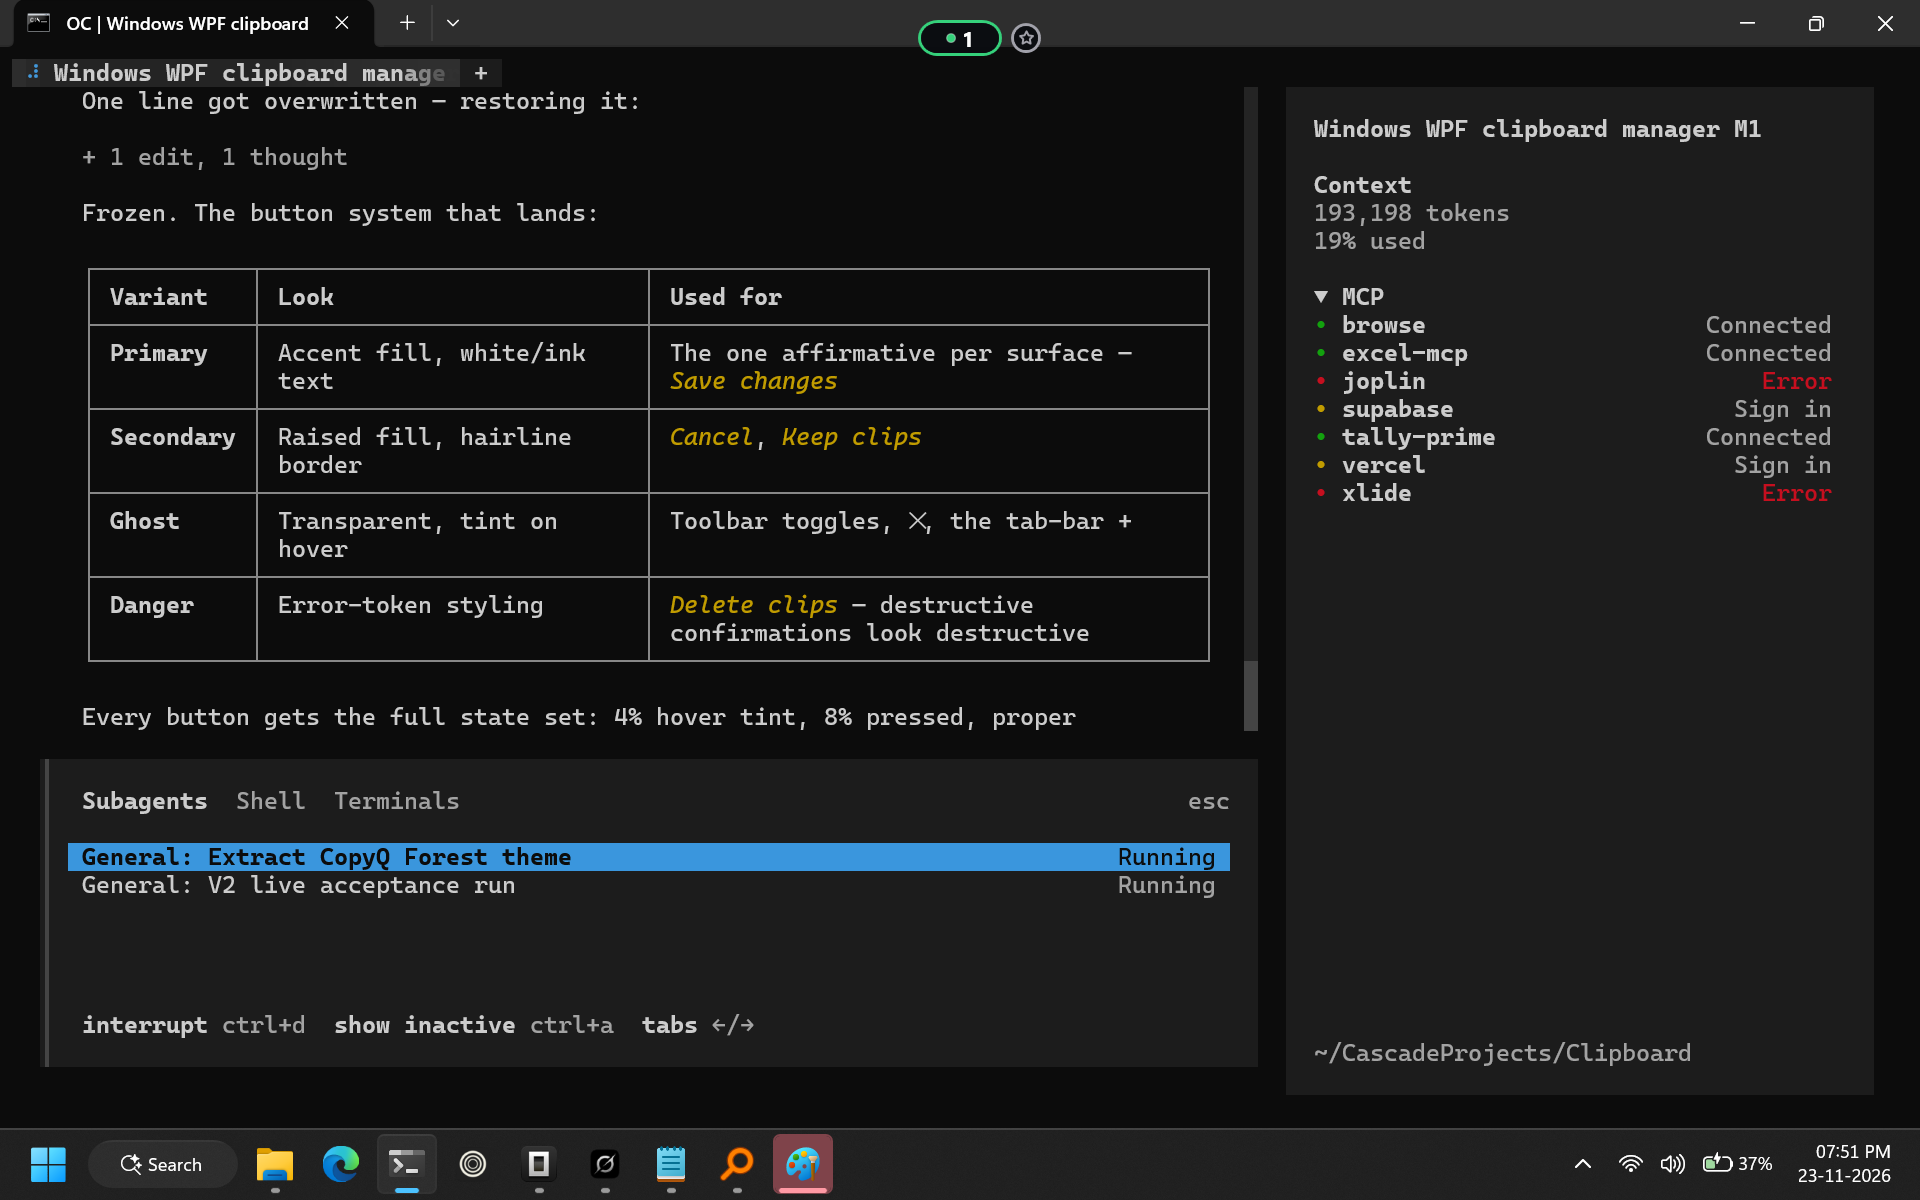 OC | Windows WPF clipboard
1
Windows WPF clipboard manage +
One line got overwritten — restoring it:
+ 1 edit, 1 thought
Frozen. The button system that lands:
Variant Look Used for
Primary Accent fill, white/ink text The one affirmative per surface — Save changes
Secondary Raised fill, hairline border Cancel, Keep clips
Ghost Transparent, tint on hover Toolbar toggles, ✕, the tab-bar +
Danger Error-token styling Delete clips — destructive confirmations look destructive
Every button gets the full state set: 4% hover tint, 8% pressed, proper
Subagents Shell Terminals esc
General: Extract CopyQ Forest theme Running
General: V2 live acceptance run Running
interrupt ctrl+d show inactive ctrl+a tabs ←/→
Windows WPF clipboard manager M1
Context
193,198 tokens
19% used
▼ MCP
• browse Connected
• excel-mcp Connected
• joplin Error
• supabase Sign in
• tally-prime Connected
• vercel Sign in
• xlide Error
~/CascadeProjects/Clipboard
Search
37%
07:51 PM
23-11-2026